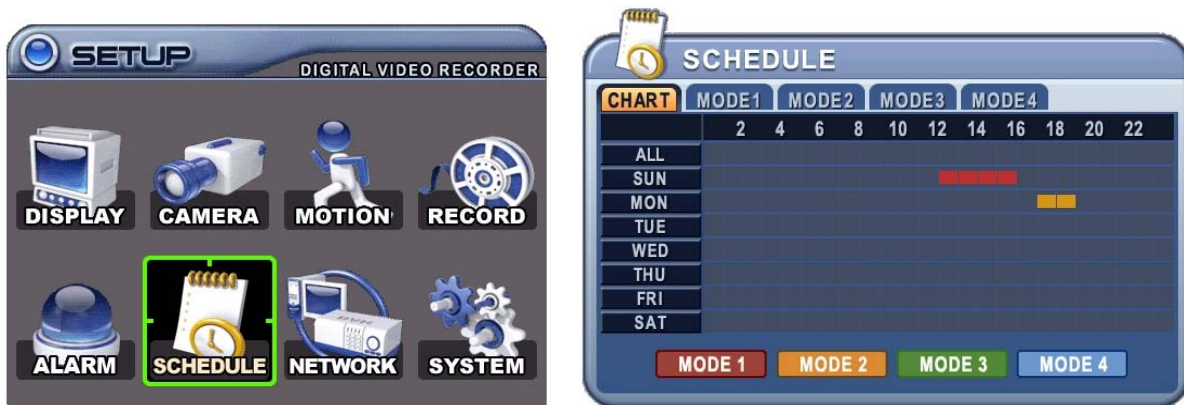 SETUP
DIGITAL VIDEO RECORDER
DISPLAY CAMERA MOTION RECORD
ALARM SCHEDULE NETWORK SYSTEM
SCHEDULE
CHART MODE1 MODE2 MODE3 MODE4
2 4 6 8 10 12 14 16 18 20 22
ALL
SUN
MON
TUE
WED
THU
FRI
SAT
MODE 1 MODE 2 MODE 3 MODE 4